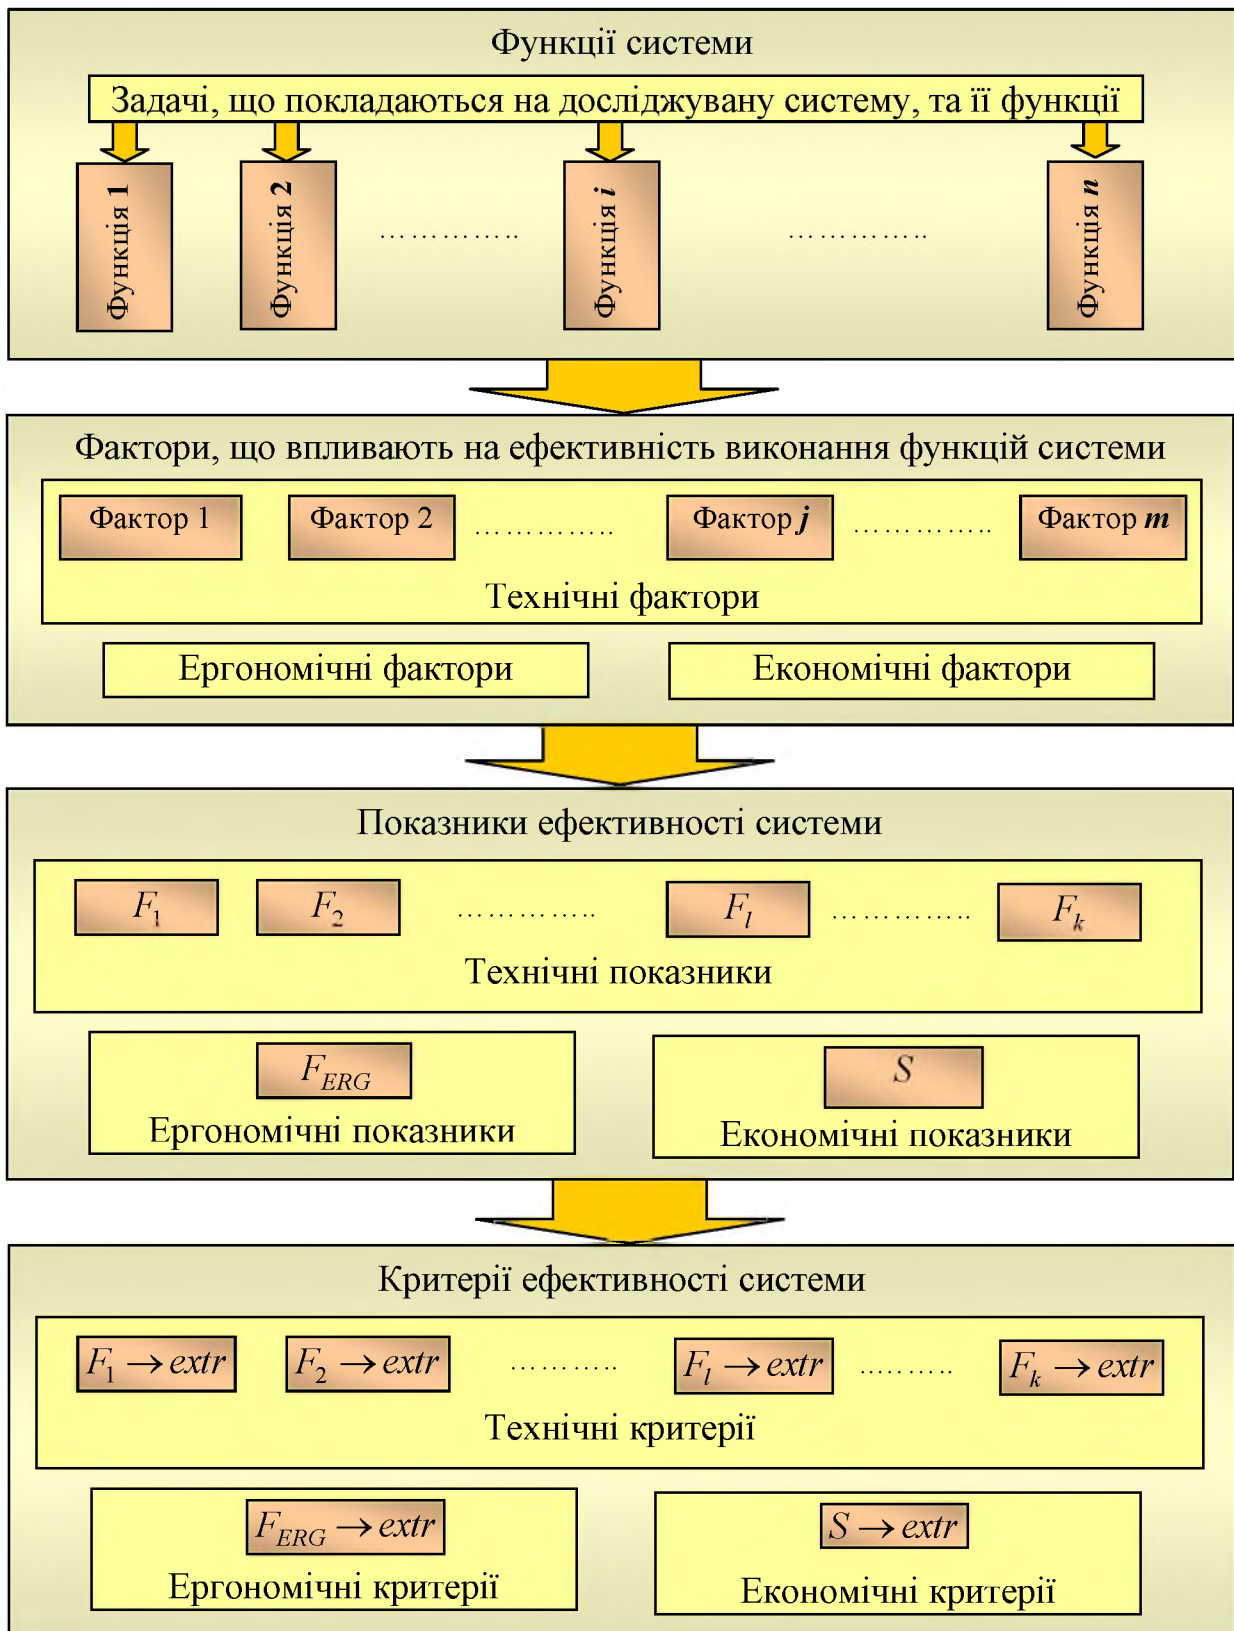 Функції системи
Задачі, що покладаються на досліджувану систему, та її функції
Функція 1
Функція 2
…………..
Функція i
…………..
Функція n
Фактори, що впливають на ефективність виконання функцій системи
Фактор 1
Фактор 2
…………..
Фактор j
…………..
Фактор m
Технічні фактори
Ергономічні фактори
Економічні фактори
Показники ефективності системи
F₁
F₂
…………..
Fₗ
…………..
Fₖ
Технічні показники
F_ERG
S
Ергономічні показники
Економічні показники
Критерії ефективності системи
F₁ → extr
F₂ → extr
………..
Fₗ → extr
………..
Fₖ → extr
Технічні критерії
F_ERG → extr
S → extr
Ергономічні критерії
Економічні критерії